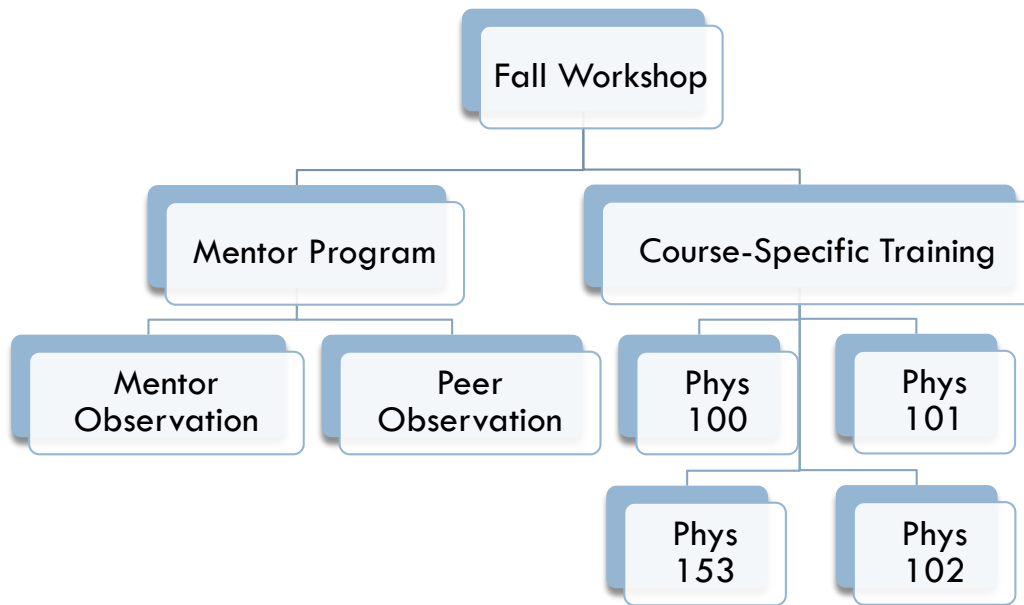 Fall Workshop
Mentor Program
Course-Specific Training
Mentor
Observation
Peer
Observation
Phys
100
Phys
101
Phys
153
Phys
102